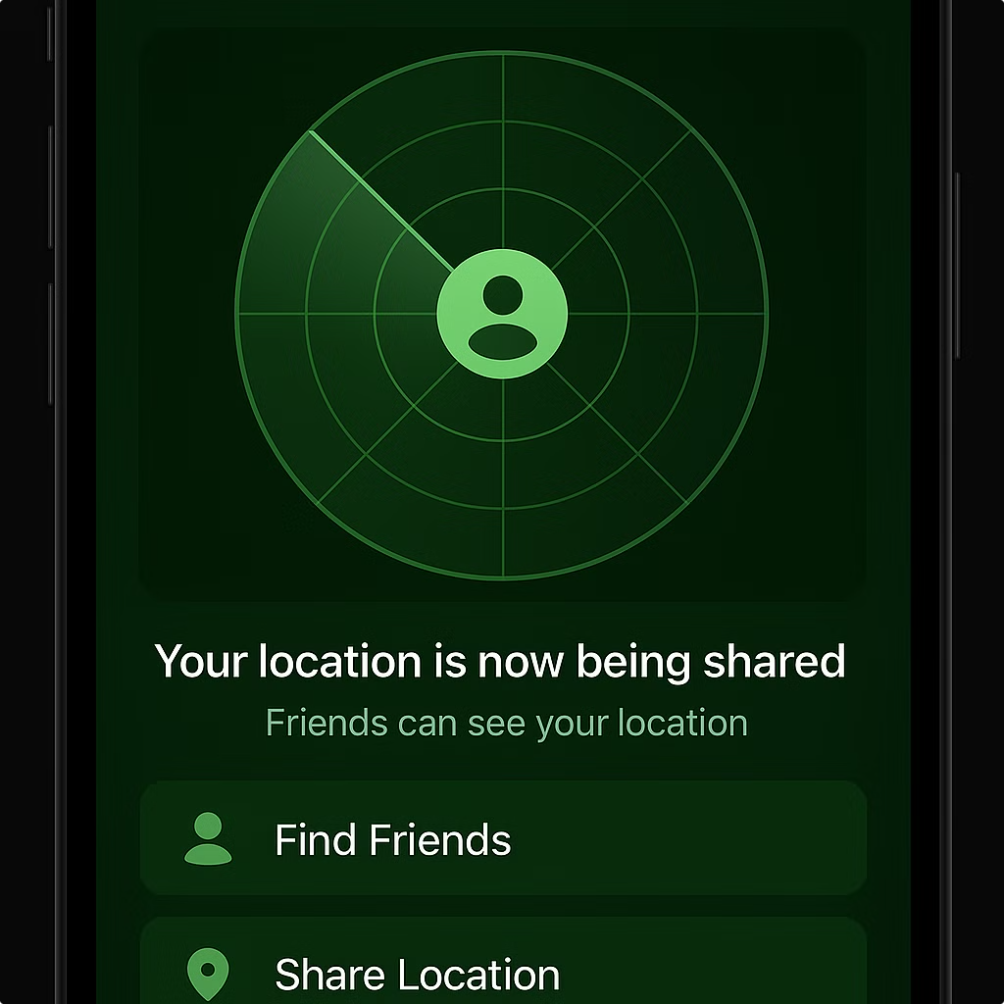 Your location is now being shared
Friends can see your location
Find Friends
Share Location